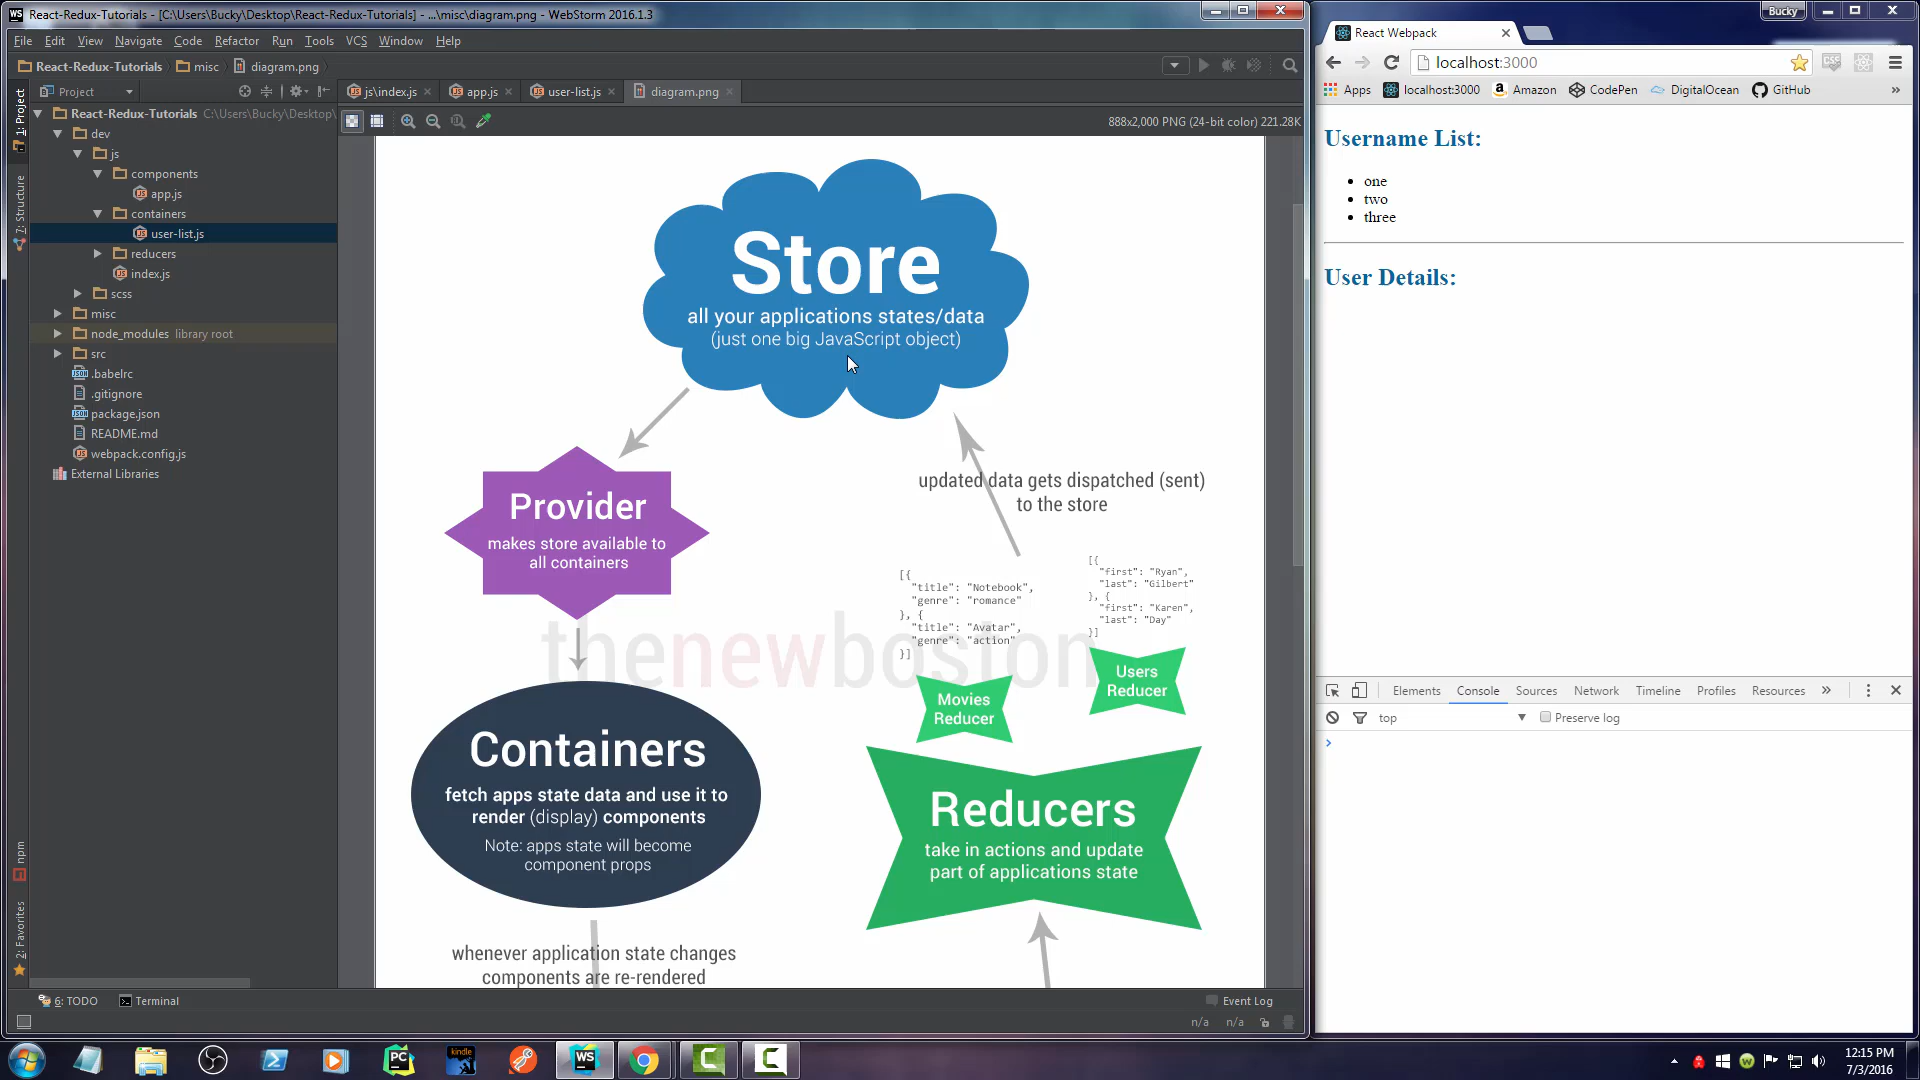 WS React-Redux-Tutorials - [C:\Users\Bucky\Desktop\React-Redux-Tutorials] - ...\misc\diagram.png - WebStorm 2016.1.3
File Edit View Navigate Code Refactor Run Tools VCS Window Help
React-Redux-Tutorials misc diagram.png
Project
js\index.js app.js user-list.js diagram.png
888x2,000 PNG (24-bit color) 221.28K
1: Project
7: Structure
npm
2: Favorites
React-Redux-Tutorials C:\Users\Bucky\Desktop\
dev
js
components
app.js
containers
user-list.js
reducers
index.js
scss
misc
node_modules library root
src
.babelrc
.gitignore
package.json
README.md
webpack.config.js
External Libraries
Store
all your applications states/data
(just one big JavaScript object)
Provider
makes store available to
all containers
updated data gets dispatched (sent)
to the store
[{
"title": "Notebook",
"genre": "romance"
}, {
"title": "Avatar",
"genre": "action"
}]
[{
"first": "Ryan",
"last": "Gilbert"
}, {
"first": "Karen",
"last": "Day"
}]
thenewboston
Movies
Reducer
Users
Reducer
Containers
fetch apps state data and use it to
render (display) components
Note: apps state will become
component props
Reducers
take in actions and update
part of applications state
whenever application state changes
components are re-rendered
6: TODO Terminal Event Log
n/a n/a
Bucky
React Webpack
localhost:3000
Apps localhost:3000 Amazon CodePen DigitalOcean GitHub »
Username List:
one
two
three
User Details:
Elements Console Sources Network Timeline Profiles Resources »
top Preserve log
PC kindle WS
12:15 PM
7/3/2016